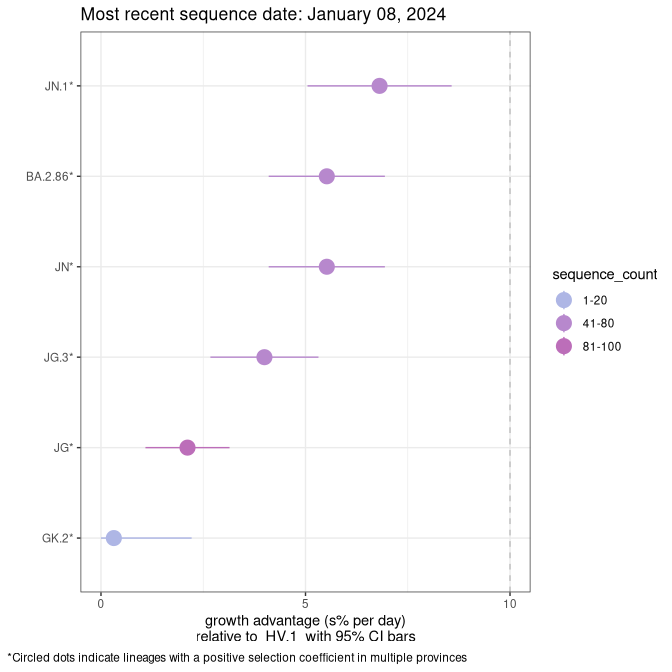 Most recent sequence date: January 08, 2024
JN.1*
BA.2.86*
JN*
JG.3*
JG*
GK.2*
0 5 10
growth advantage (s% per day)
relative to HV.1 with 95% CI bars
sequence_count
1-20
41-80
81-100
*Circled dots indicate lineages with a positive selection coefficient in multiple provinces